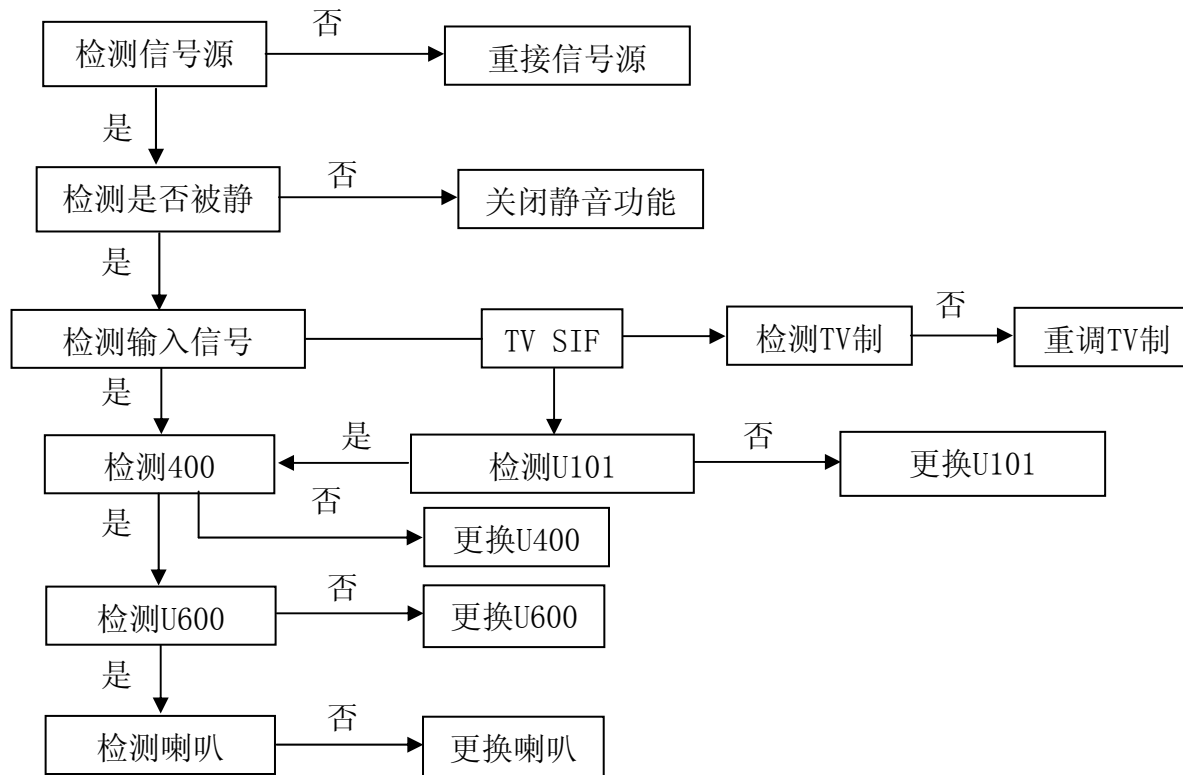 否
检测信号源
重接信号源
是
检测是否被静
否
关闭静音功能
是
检测输入信号
TV SIF
检测TV制
否
重调TV制
是
检测400
是
检测U101
否
更换U101
是
否
更换U400
检测U600
否
更换U600
是
检测喇叭
否
更换喇叭